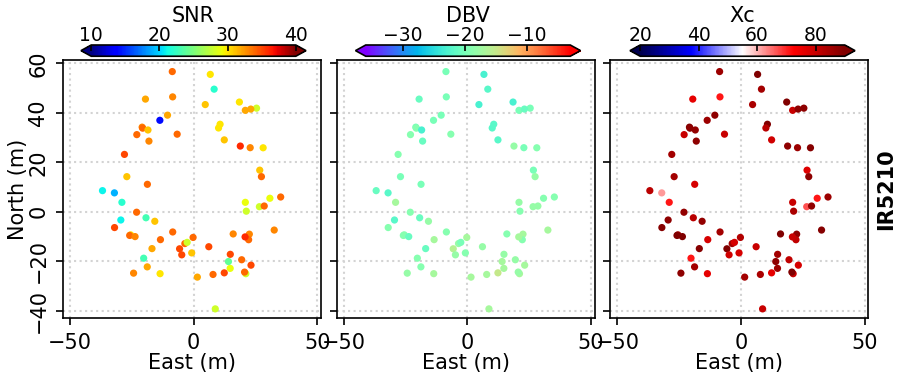 SNR DBV Xc
10 20 30 40 −30 −20 −10 20 40 60 80
60
40
20
0
−20
−40
North (m)
−50 0 50 −50 0 50 −50 0 50
East (m) East (m) East (m)
IR5210